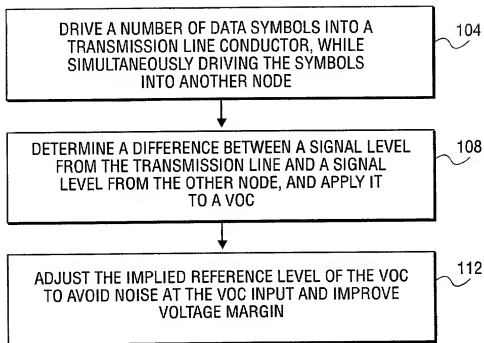 DRIVE A NUMBER OF DATA SYMBOLS INTO A
TRANSMISSION LINE CONDUCTOR, WHILE
SIMULTANEOUSLY DRIVING THE SYMBOLS
INTO ANOTHER NODE
104
DETERMINE A DIFFERENCE BETWEEN A SIGNAL LEVEL
FROM THE TRANSMISSION LINE AND A SIGNAL
LEVEL FROM THE OTHER NODE, AND APPLY IT
TO A VOC
108
ADJUST THE IMPLIED REFERENCE LEVEL OF THE VOC
TO AVOID NOISE AT THE VOC INPUT AND IMPROVE
VOLTAGE MARGIN
112